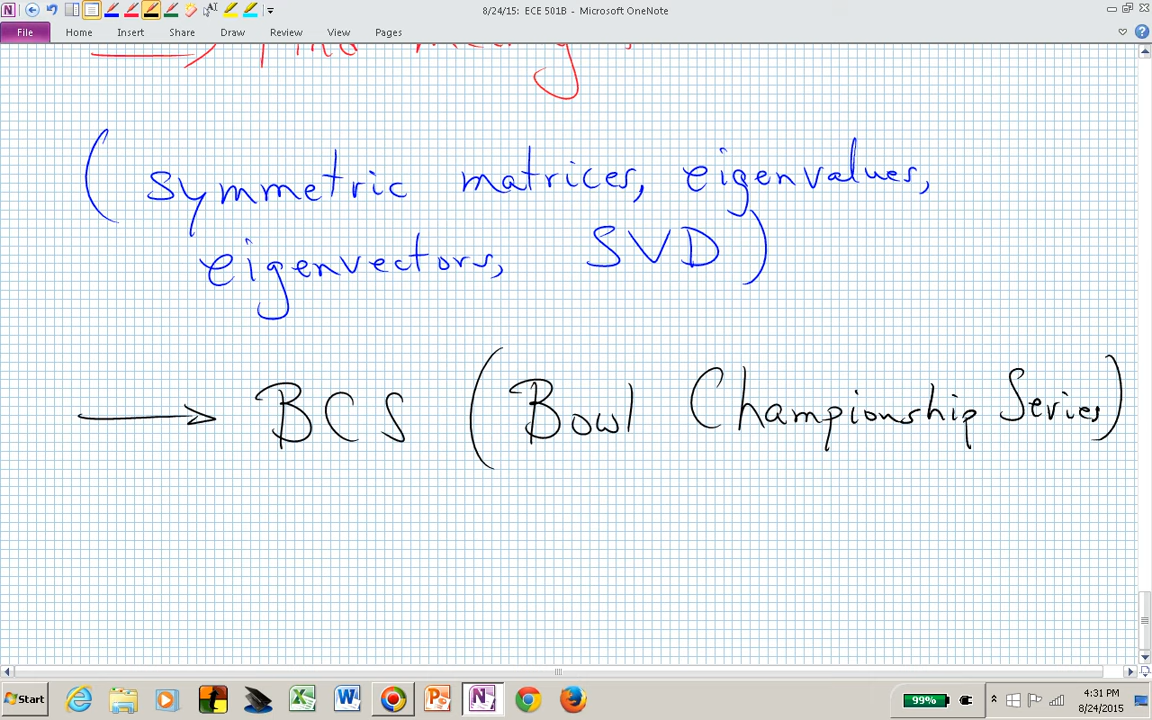 8/24/15: ECE 501B - Microsoft OneNote
File Home Insert Share Draw Review View Pages
(symmetric matrices, eigenvalues,
eigenvectors, SVD)
BCS (Bowl Championship Series)
Start
99%
4:31 PM
8/24/2015